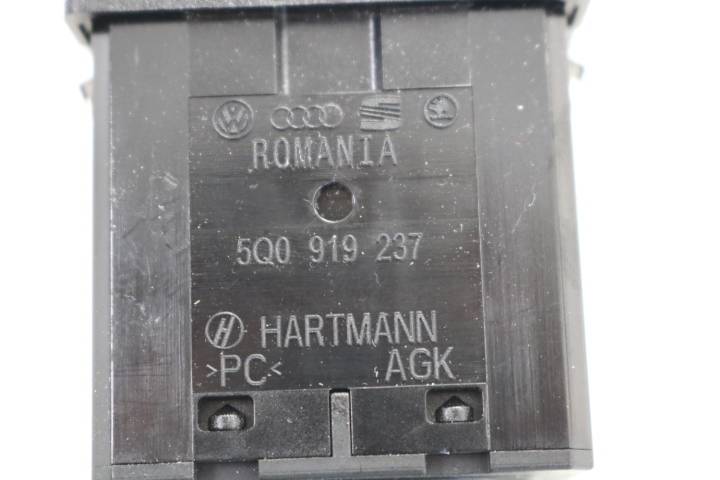 ROMANIA
5Q0 919 237
HARTMANN
>PC< AGK